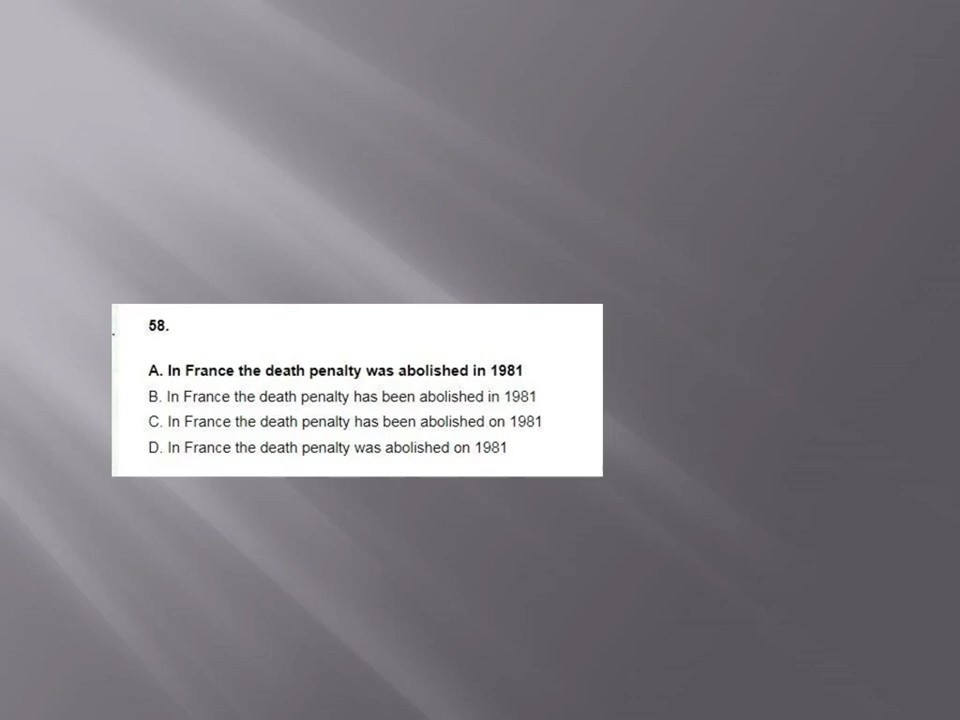 58.
A. In France the death penalty was abolished in 1981
B. In France the death penalty has been abolished in 1981
C. In France the death penalty has been abolished on 1981
D. In France the death penalty was abolished on 1981